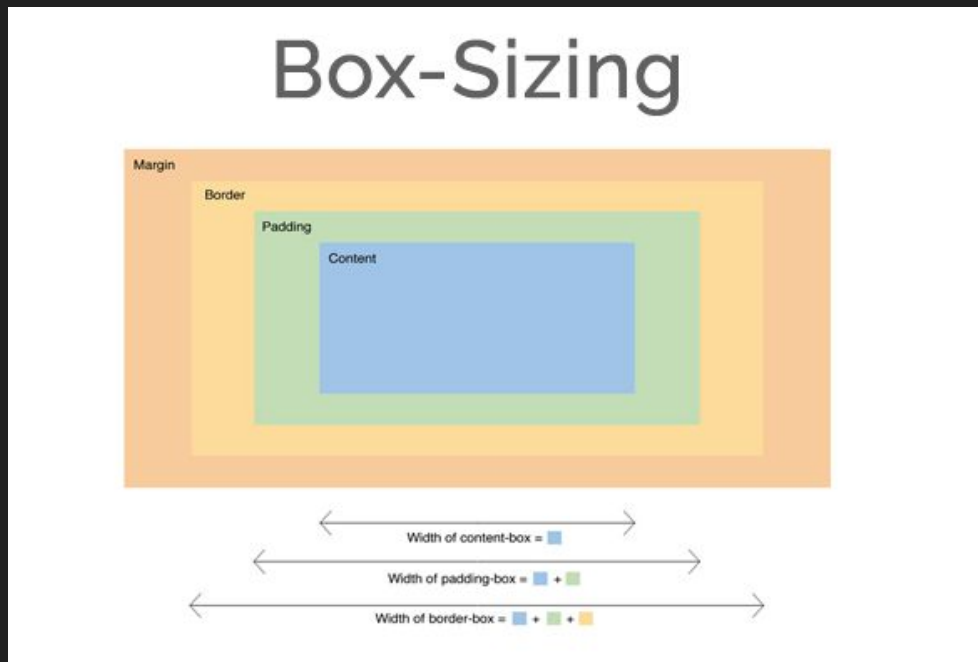 Box-Sizing
Margin
Border
Padding
Content
Width of content-box =
Width of padding-box = +
Width of border-box = + +